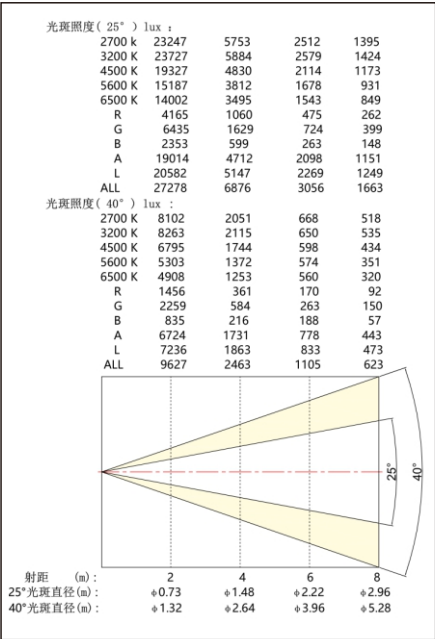 光斑照度( 25° ) lux :
2700 k 23247 5753 2512 1395
3200 K 23727 5884 2579 1424
4500 K 19327 4830 2114 1173
5600 K 15187 3812 1678 931
6500 K 14002 3495 1543 849
R 4165 1060 475 262
G 6435 1629 724 399
B 2353 599 263 148
A 19014 4712 2098 1151
L 20582 5147 2269 1249
ALL 27278 6876 3056 1663
光斑照度( 40° ) lux :
2700 K 8102 2051 668 518
3200 K 8263 2115 650 535
4500 K 6795 1744 598 434
5600 K 5303 1372 574 351
6500 K 4908 1253 560 320
R 1456 361 170 92
G 2259 584 263 150
B 835 216 188 57
A 6724 1731 778 443
L 7236 1863 833 473
ALL 9627 2463 1105 623
25°
40°
射距 (m): 2 4 6 8
25°光斑直径(m): φ0.73 φ1.48 φ2.22 φ2.96
40°光斑直径(m): φ1.32 φ2.64 φ3.96 φ5.28